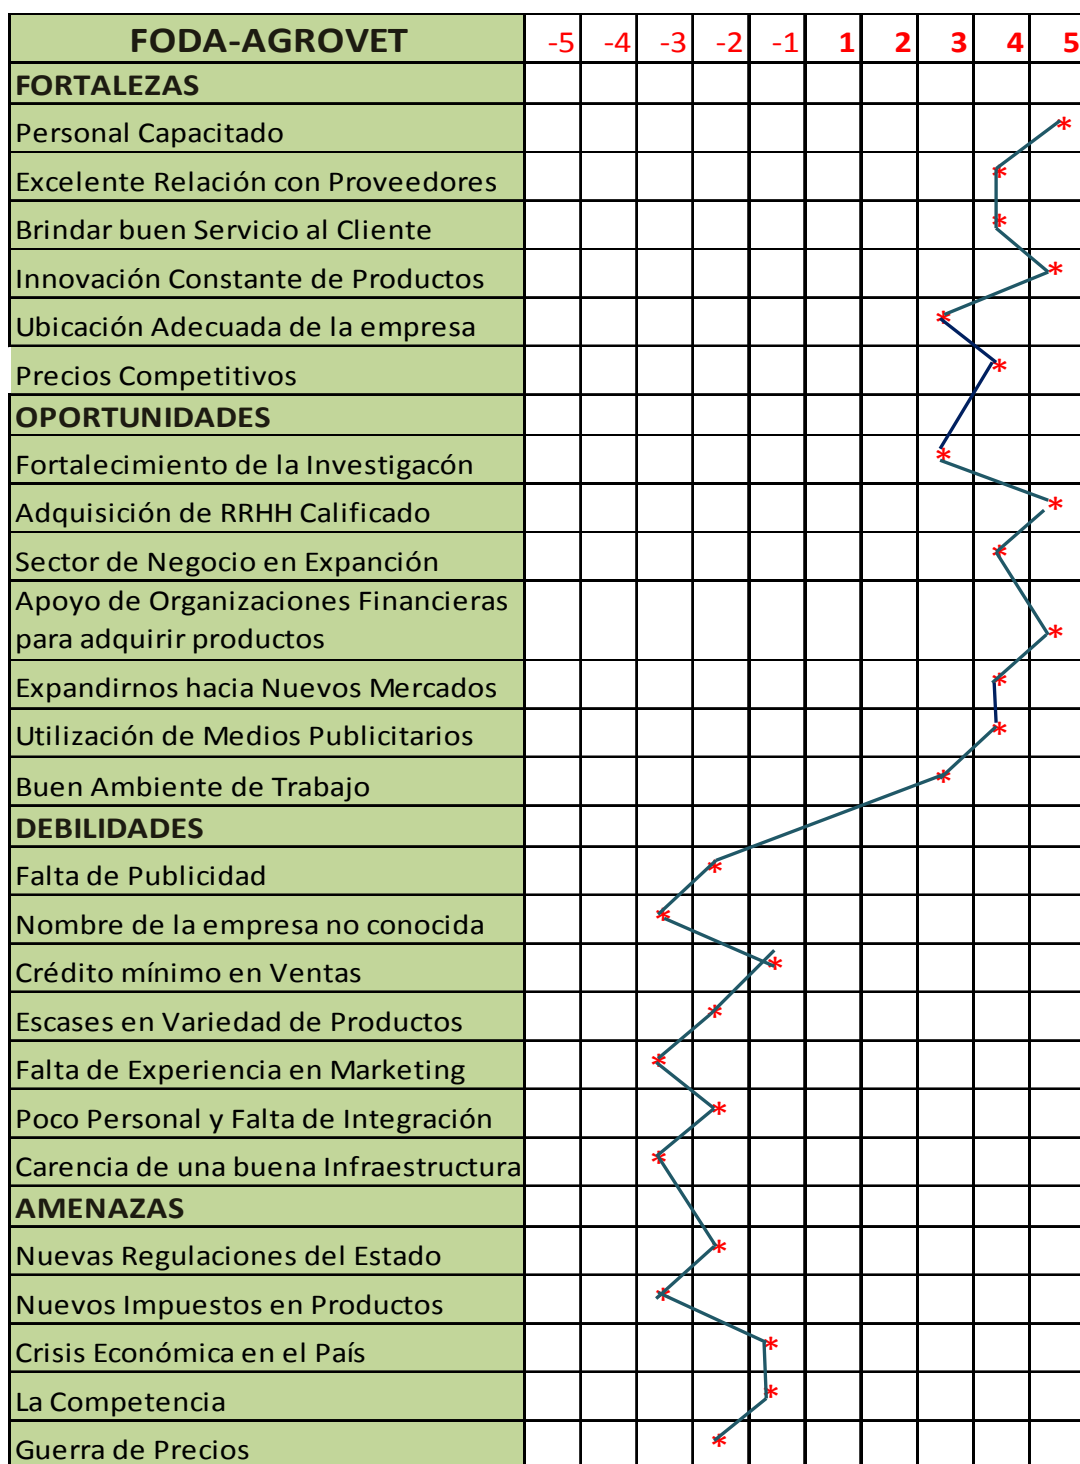 FODA-AGROVET -5 -4 -3 -2 -1 1 2 3 4 5
FORTALEZAS
Personal Capacitado *
Excelente Relación con Proveedores *
Brindar buen Servicio al Cliente *
Innovación Constante de Productos *
Ubicación Adecuada de la empresa *
Precios Competitivos *
OPORTUNIDADES
Fortalecimiento de la Investigacón *
Adquisición de RRHH Calificado *
Sector de Negocio en Expanción *
Apoyo de Organizaciones Financieras
para adquirir productos *
Expandirnos hacia Nuevos Mercados *
Utilización de Medios Publicitarios *
Buen Ambiente de Trabajo *
DEBILIDADES
Falta de Publicidad *
Nombre de la empresa no conocida *
Crédito mínimo en Ventas *
Escases en Variedad de Productos *
Falta de Experiencia en Marketing *
Poco Personal y Falta de Integración *
Carencia de una buena Infraestructura *
AMENAZAS
Nuevas Regulaciones del Estado *
Nuevos Impuestos en Productos *
Crisis Económica en el País *
La Competencia *
Guerra de Precios *